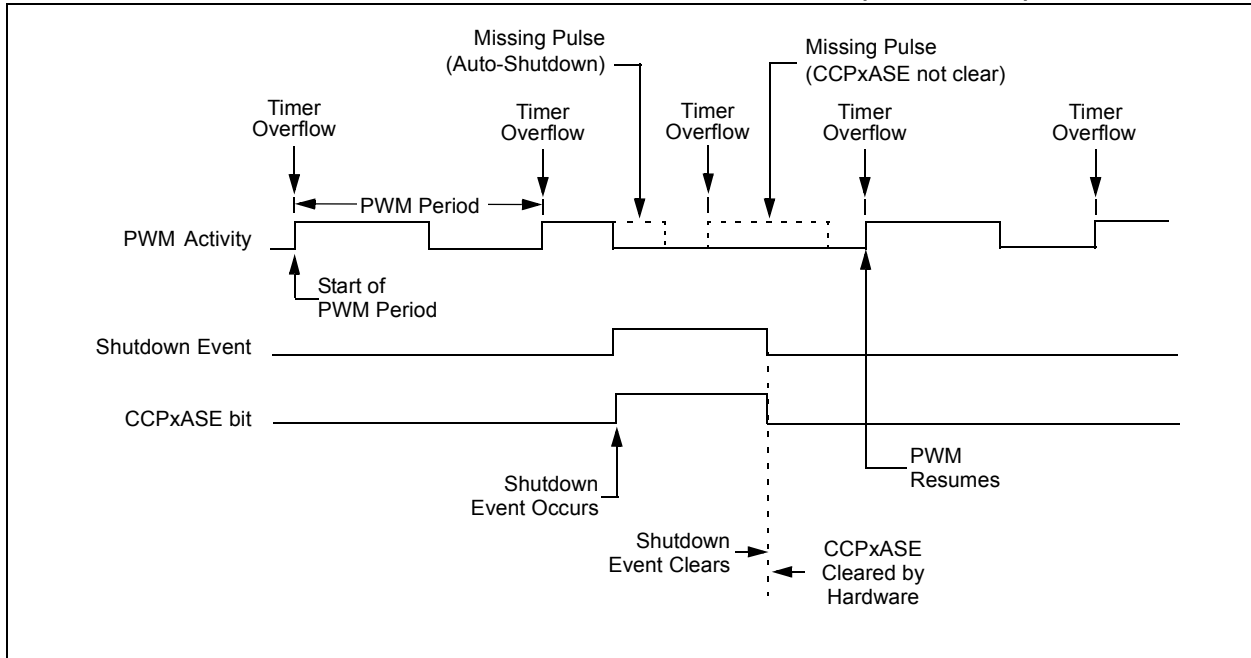 Missing Pulse
(Auto-Shutdown)
Missing Pulse
(CCPxASE not clear)
Timer
Overflow
Timer
Overflow
Timer
Overflow
Timer
Overflow
Timer
Overflow
PWM Period
PWM Activity
Start of
PWM Period
Shutdown Event
CCPxASE bit
Shutdown
Event Occurs
PWM
Resumes
Shutdown
Event Clears
CCPxASE
Cleared by
Hardware